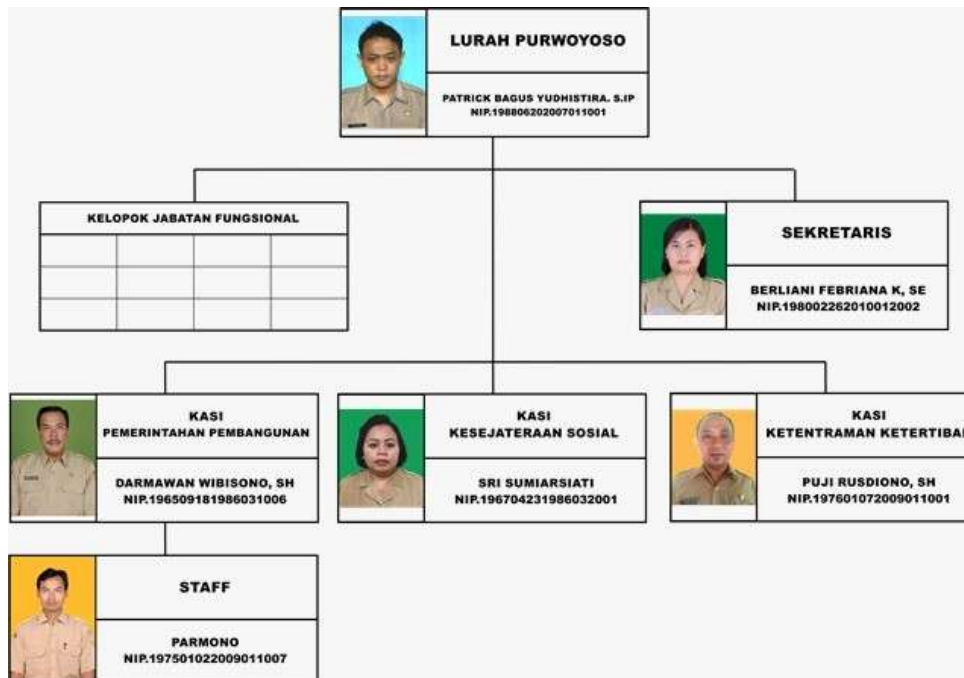 LURAH PURWOYOSO
PATRICK BAGUS YUDHISTIRA. S.IP
NIP.198806202007011001
KELOPOK JABATAN FUNGSIONAL
SEKRETARIS
BERLIANI FEBRIANA K, SE
NIP.198002262010012002
KASI
PEMERINTAHAN PEMBANGUNAN
DARMAWAN WIBISONO, SH
NIP.196509181986031006
KASI
KESEJATERAAN SOSIAL
SRI SUMIARSIATI
NIP.196704231986032001
KASI
KETENTRAMAN KETERTIBAN
PUJI RUSDIONO, SH
NIP.197601072009011001
STAFF
PARMONO
NIP.197501022009011007